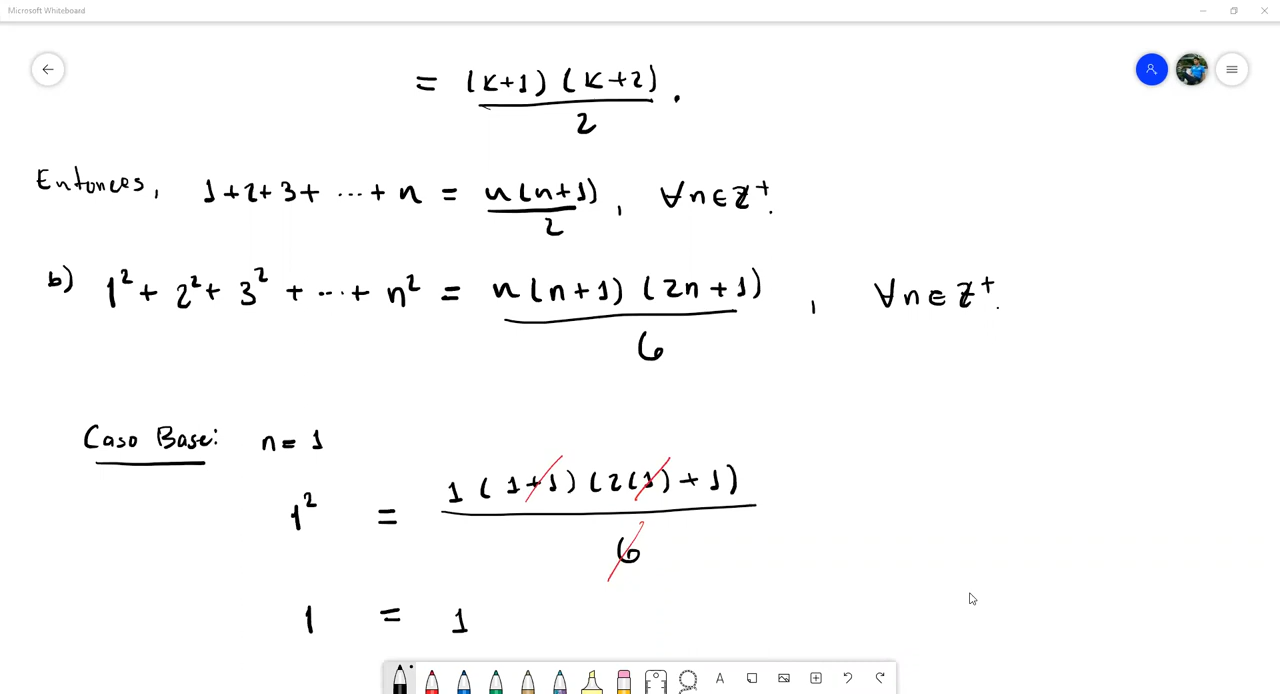 Microsoft Whiteboard
= (k+1) (k+2) / 2 .
Entonces, 1+2+3+ ... + n = n(n+1) / 2 , ∀n∈Z⁺.
b) 1² + 2² + 3² + ... + n² = n(n+1) (2n+1) / 6 , ∀n∈Z⁺.
Caso Base: n = 1
1² = 1 (1+1) (2(1)+1) / 6
1 = 1
A